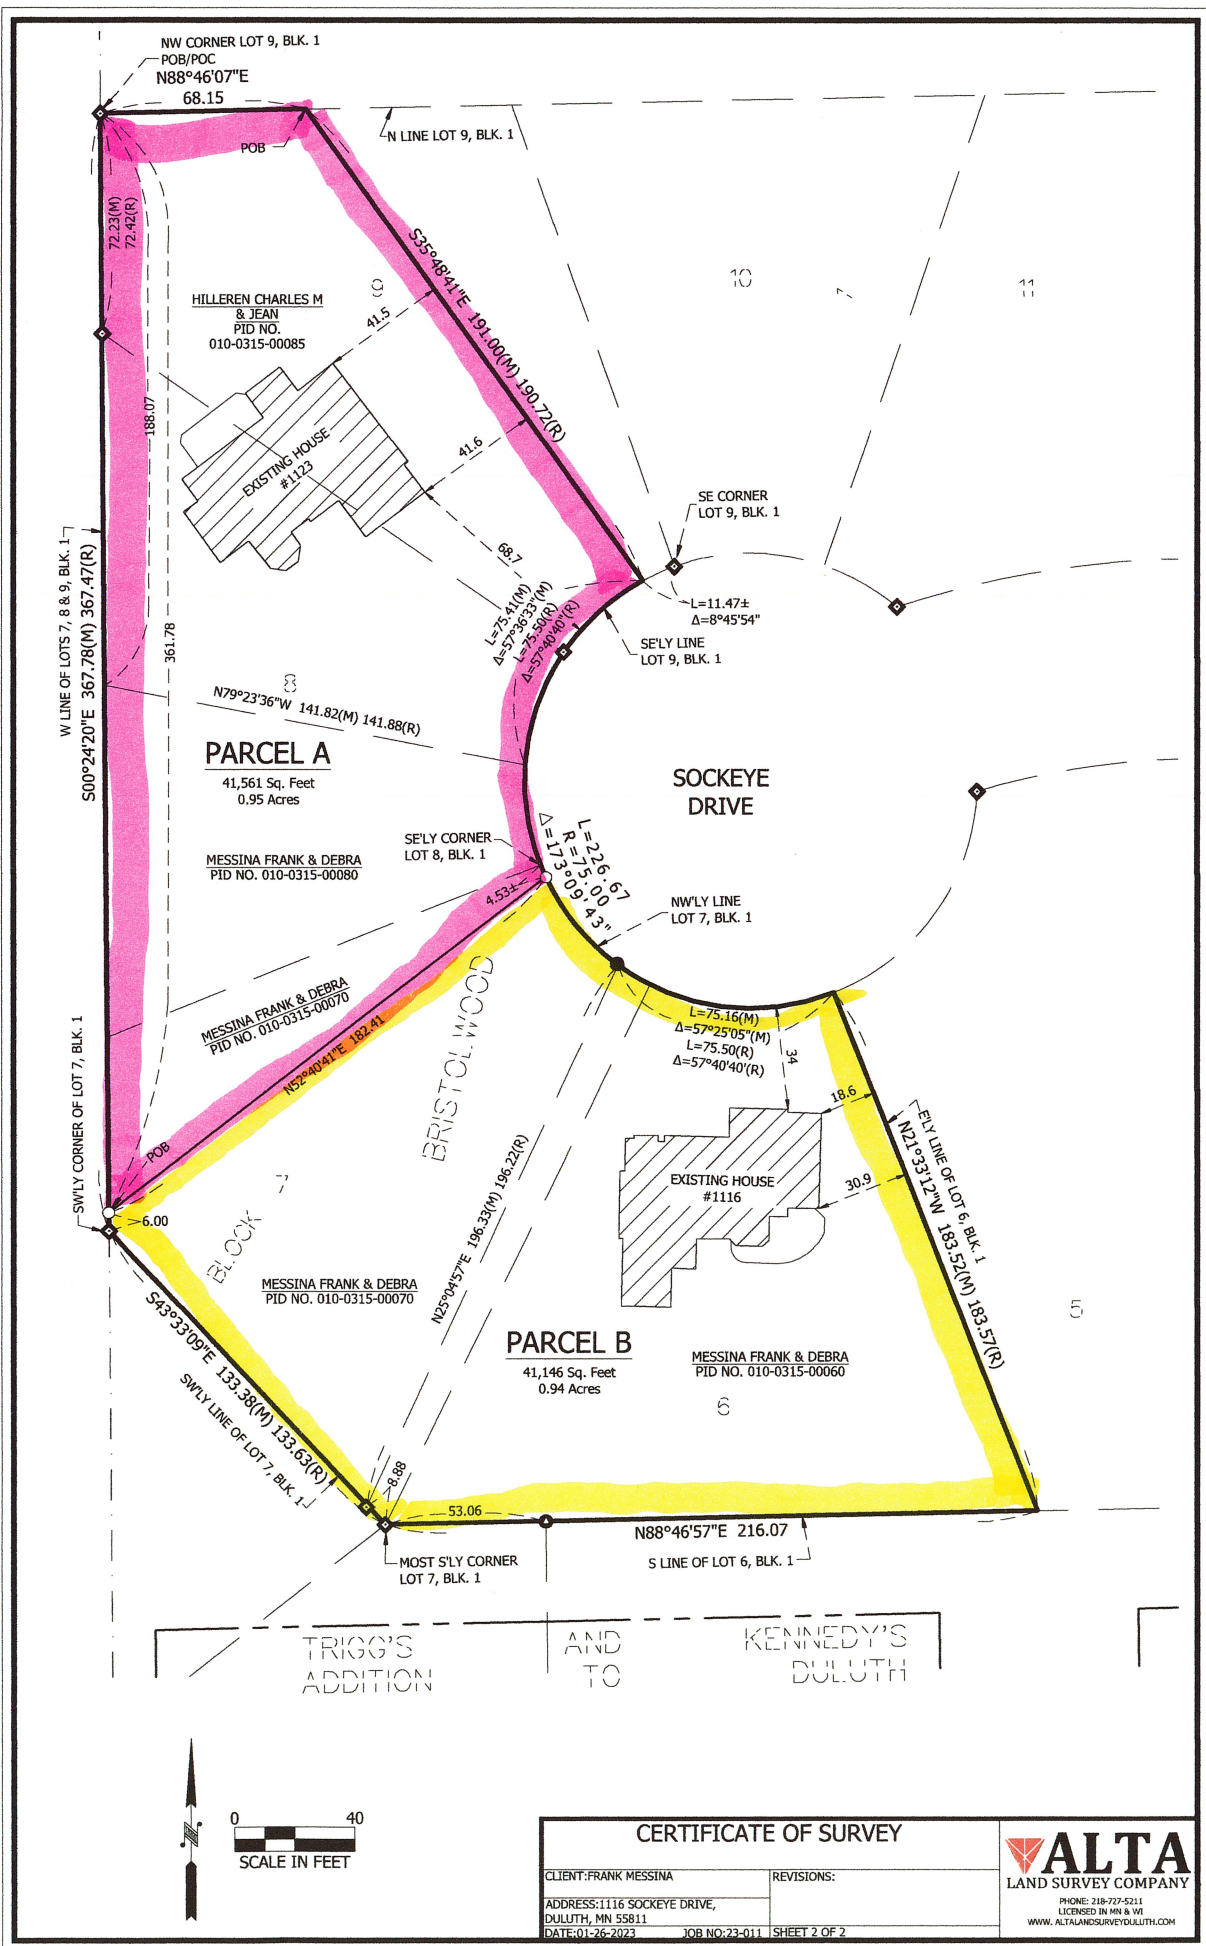 NW CORNER LOT 9, BLK. 1
POB/POC
N88°46'07"E
68.15
N LINE LOT 9, BLK. 1
POB
72.23(M)
72.42(R)
S35°48'41"E 191.00(M) 190.72(R)
9
10
7
11
HILLEREN CHARLES M
& JEAN
PID NO.
010-0315-00085
41.5
188.07
EXISTING HOUSE
#1123
41.6
SE CORNER
LOT 9, BLK. 1
68.7
L=75.41(M)
Δ=57°36'33"(M)
L=75.50(R)
Δ=57°40'40"(R)
L=11.47±
Δ=8°45'54"
SE'LY LINE
LOT 9, BLK. 1
W LINE OF LOTS 7, 8 & 9, BLK. 1
S00°24'20"E 367.78(M) 367.47(R)
361.78
8
N79°23'36"W 141.82(M) 141.88(R)
PARCEL A
41,561 Sq. Feet
0.95 Acres
SOCKEYE
DRIVE
SE'LY CORNER
LOT 8, BLK. 1
MESSINA FRANK & DEBRA
PID NO. 010-0315-00080
L=226.67
R=75.00
Δ=173°09'43"
4.53±
NW'LY LINE
LOT 7, BLK. 1
BRISTOLWOOD
MESSINA FRANK & DEBRA
PID NO. 010-0315-00070
N52°40'41"E 182.41
L=75.16(M)
Δ=57°25'05"(M)
L=75.50(R)
Δ=57°40'40'(R)
34
18.6
SW'LY CORNER OF LOT 7, BLK. 1
POB
6.00
7
BLOCK
N25°04'57"E 196.33(M) 196.22(R)
EXISTING HOUSE
#1116
30.9
E'LY LINE OF LOT 6, BLK. 1
N21°33'12"W 183.52(M) 183.57(R)
MESSINA FRANK & DEBRA
PID NO. 010-0315-00070
S43°33'09"E 133.38(M) 133.63(R)
SW'LY LINE OF LOT 7, BLK. 1
PARCEL B
41,146 Sq. Feet
0.94 Acres
MESSINA FRANK & DEBRA
PID NO. 010-0315-00060
6
5
8.88
53.06
N88°46'57"E 216.07
S LINE OF LOT 6, BLK. 1
MOST S'LY CORNER
LOT 7, BLK. 1
TRIGG'S AND KENNEDY'S
ADDITION TO DULUTH
0 40
SCALE IN FEET
CERTIFICATE OF SURVEY
CLIENT:FRANK MESSINA
REVISIONS:
ADDRESS:1116 SOCKEYE DRIVE,
DULUTH, MN 55811
DATE:01-26-2023 JOB NO:23-011 SHEET 2 OF 2
ALTA
LAND SURVEY COMPANY
PHONE: 218-727-5211
LICENSED IN MN & WI
WWW. ALTALANDSURVEYDULUTH.COM